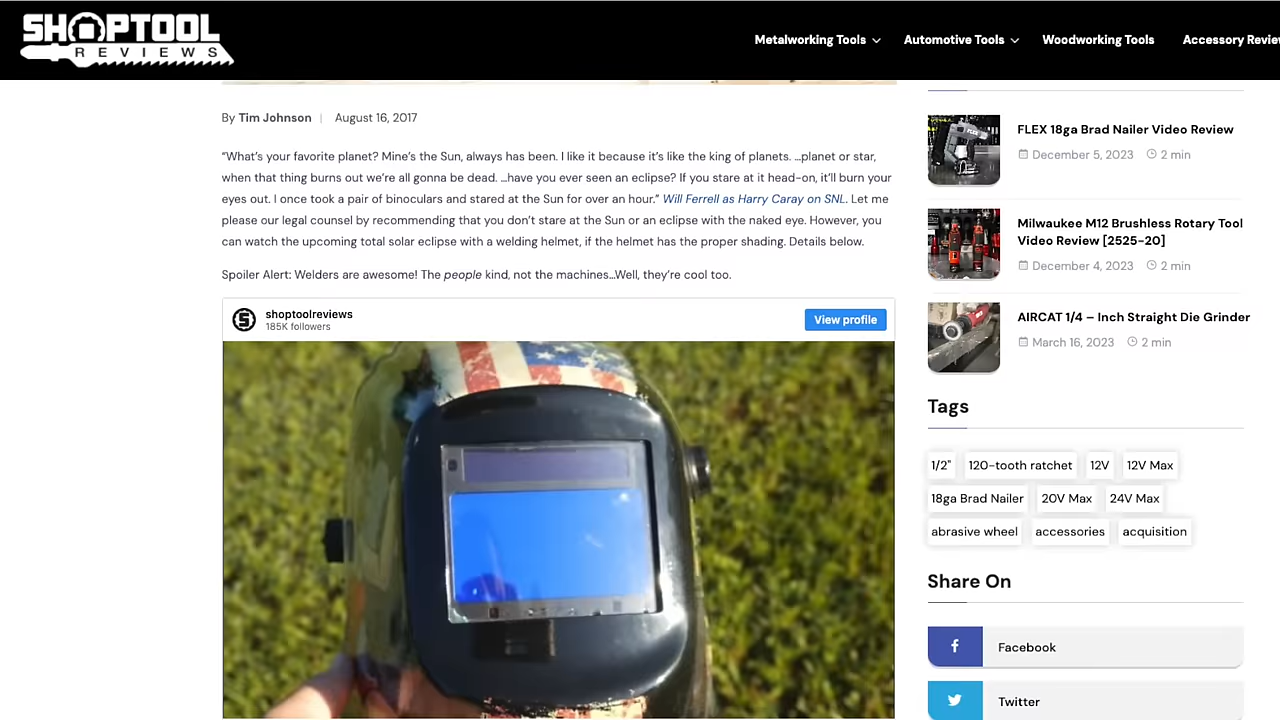 SHOPTOOL
REVIEWS
Metalworking Tools
Automotive Tools
Woodworking Tools
Accessory Review
By Tim Johnson | August 16, 2017
“What’s your favorite planet? Mine’s the Sun, always has been. I like it because it’s like the king of planets. …planet or star,
when that thing burns out we’re all gonna be dead. …have you ever seen an eclipse? If you stare at it head-on, it’ll burn your
eyes out. I once took a pair of binoculars and stared at the Sun for over an hour.” Will Ferrell as Harry Caray on SNL. Let me
please our legal counsel by recommending that you don’t stare at the Sun or an eclipse with the naked eye. However, you
can watch the upcoming total solar eclipse with a welding helmet, if the helmet has the proper shading. Details below.
Spoiler Alert: Welders are awesome! The people kind, not the machines…Well, they’re cool too.
shoptoolreviews
185K followers
View profile
FLEX 18ga Brad Nailer Video Review
December 5, 2023 2 min
Milwaukee M12 Brushless Rotary Tool
Video Review [2525-20]
December 4, 2023 2 min
AIRCAT 1/4 – Inch Straight Die Grinder
March 16, 2023 2 min
Tags
1/2" 120-tooth ratchet 12V 12V Max
18ga Brad Nailer 20V Max 24V Max
abrasive wheel accessories acquisition
Share On
Facebook
Twitter